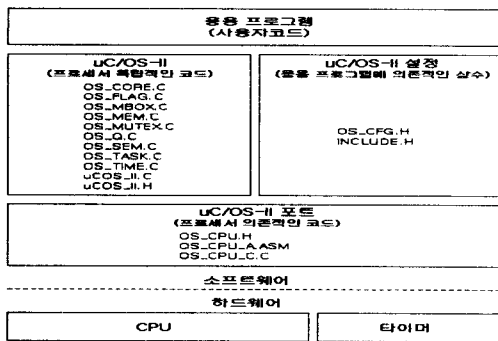 응용 프로그램
(사용자코드)
uC/OS-II
(프로세서 독립적인 코드)
OS_CORE.C
OS_FLAG.C
OS_MBOX.C
OS_MEM.C
OS_MUTEX.C
OS_Q.C
OS_SEM.C
OS_TASK.C
OS_TIME.C
uCOS_II.C
uCOS_II.H
uC/OS-II 설정
(응용 프로그램에 의존적인 상수)
OS_CFG.H
INCLUDE.H
uC/OS-II 포트
(프로세서 의존적인 코드)
OS_CPU.H
OS_CPU_A.ASM
OS_CPU_C.C
소프트웨어
하드웨어
CPU
타이머